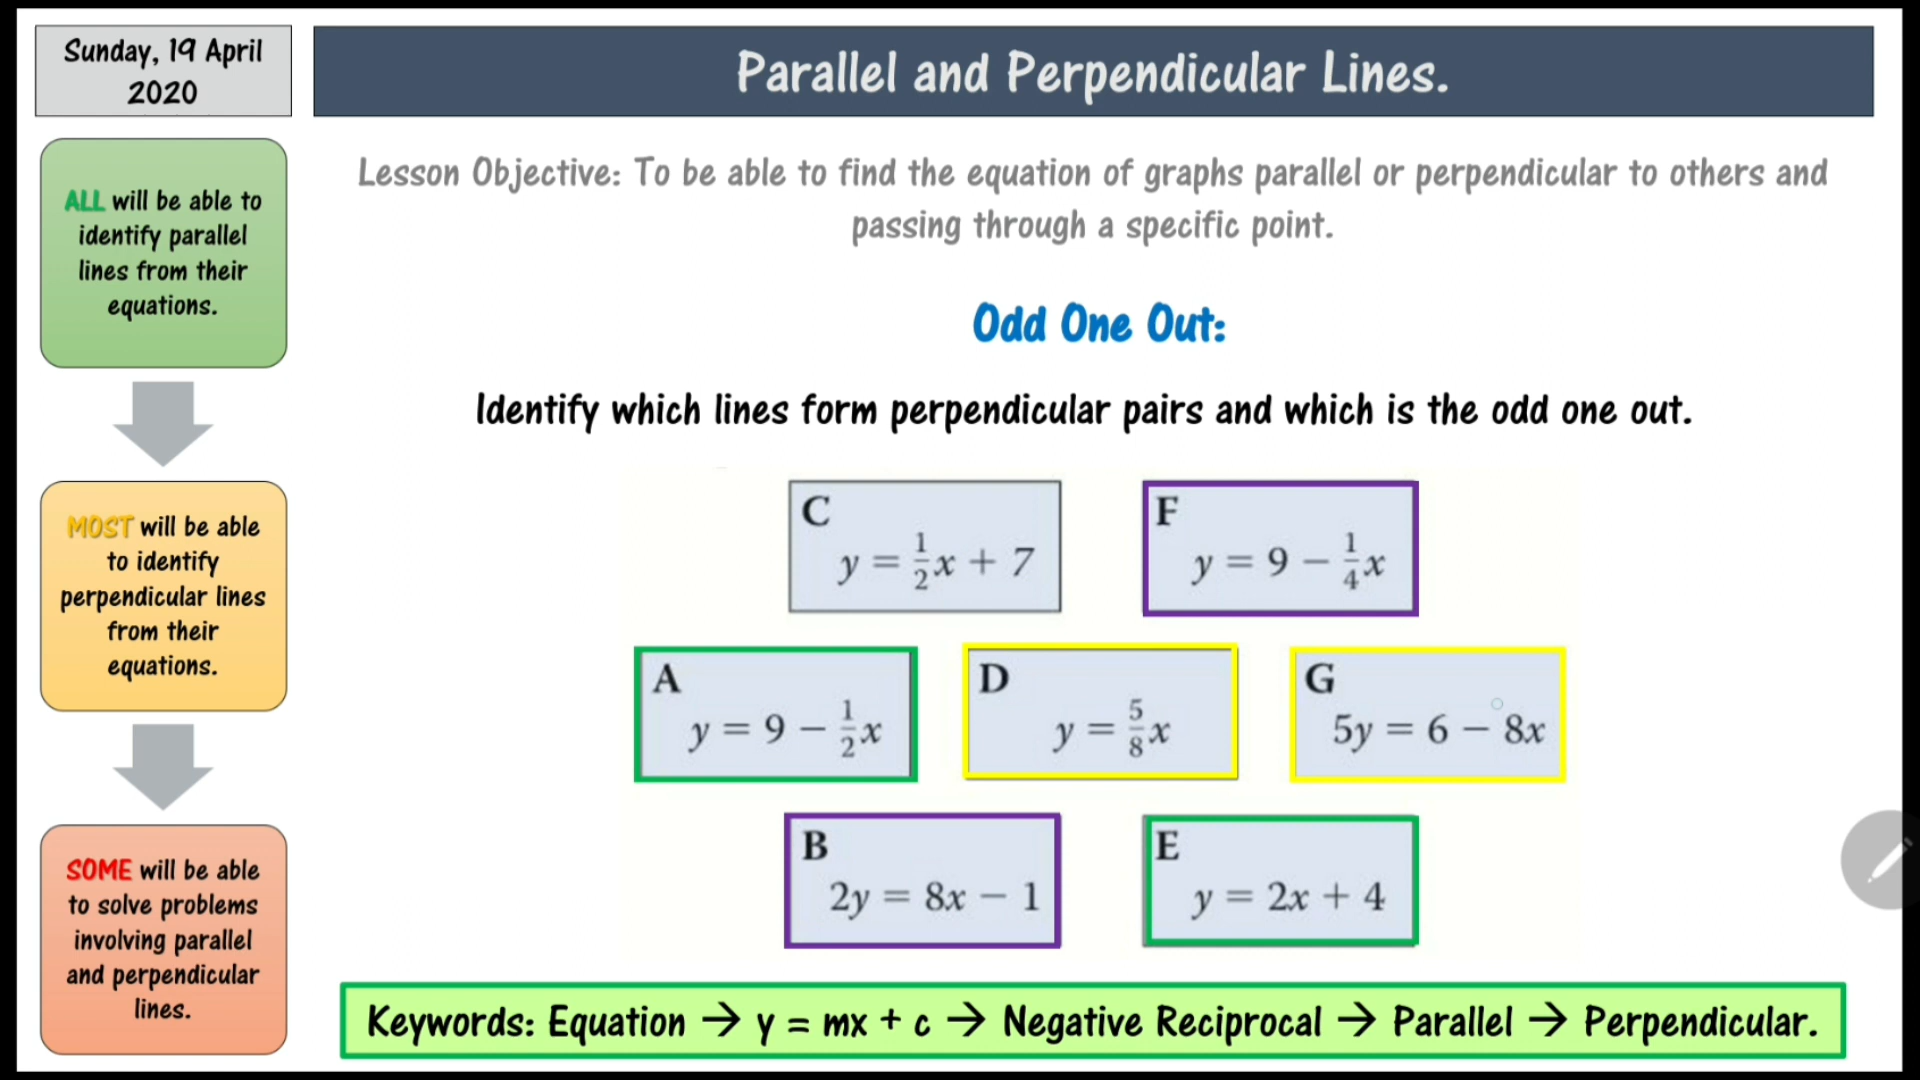 Sunday, 19 April
2020
Parallel and Perpendicular Lines.
ALL will be able to
identify parallel
lines from their
equations.
MOST will be able
to identify
perpendicular lines
from their
equations.
SOME will be able
to solve problems
involving parallel
and perpendicular
lines.
Lesson Objective: To be able to find the equation of graphs parallel or perpendicular to others and
passing through a specific point.
Odd One Out:
Identify which lines form perpendicular pairs and which is the odd one out.
C
y = 1/2 x + 7
F
y = 9 − 1/4 x
A
y = 9 − 1/2 x
D
y = 5/8 x
G
5y = 6 − 8x
B
2y = 8x − 1
E
y = 2x + 4
Keywords: Equation → y = mx + c → Negative Reciprocal → Parallel → Perpendicular.